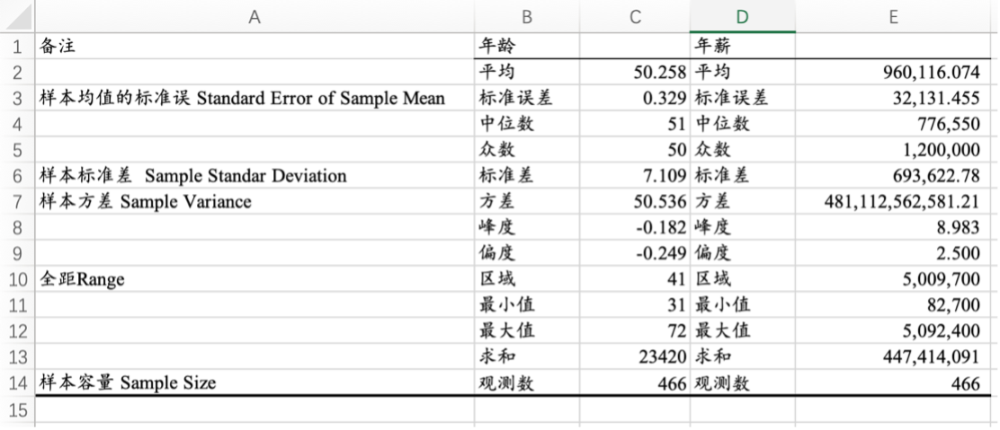 A B C D E
1 备注 年龄 年薪
2 平均 50.258 平均 960,116.074
3 样本均值的标准误 Standard Error of Sample Mean 标准误差 0.329 标准误差 32,131.455
4 中位数 51 中位数 776,550
5 众数 50 众数 1,200,000
6 样本标准差 Sample Standar Deviation 标准差 7.109 标准差 693,622.78
7 样本方差 Sample Variance 方差 50.536 方差 481,112,562,581.21
8 峰度 -0.182 峰度 8.983
9 偏度 -0.249 偏度 2.500
10 全距Range 区域 41 区域 5,009,700
11 最小值 31 最小值 82,700
12 最大值 72 最大值 5,092,400
13 求和 23420 求和 447,414,091
14 样本容量 Sample Size 观测数 466 观测数 466
15